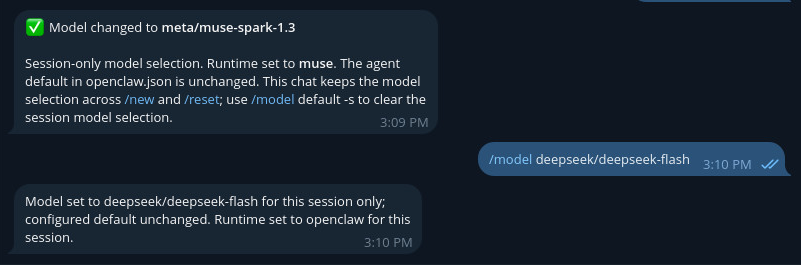 ✅ Model changed to meta/muse-spark-1.3
Session-only model selection. Runtime set to muse. The agent
default in openclaw.json is unchanged. This chat keeps the model
selection across /new and /reset; use /model default -s to clear the
session model selection.
3:09 PM
/model deepseek/deepseek-flash 3:10 PM
Model set to deepseek/deepseek-flash for this session only;
configured default unchanged. Runtime set to openclaw for this
session.
3:10 PM